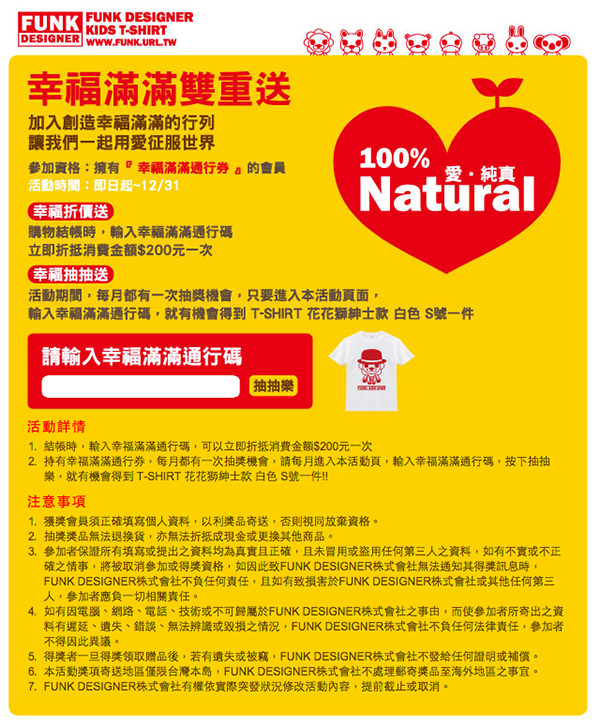 FUNK DESIGNER
FUNK DESIGNER
KIDS T-SHIRT
WWW.FUNK.URL.TW
幸福滿滿雙重送
加入創造幸福滿滿的行列
讓我們一起用愛征服世界
參加資格：擁有『 幸福滿滿通行券 』的會員
活動時間：即日起~12/31
100%
愛・純真
Natural
幸福折價送
購物結帳時，輸入幸福滿滿通行碼
立即折抵消費金額$200元一次
幸福抽抽送
活動期間，每月都有一次抽獎機會，只要進入本活動頁面，
輸入幸福滿滿通行碼，就有機會得到 T-SHIRT 花花獅紳士款 白色 S號一件
請輸入幸福滿滿通行碼
抽抽樂
活動詳情
1. 結帳時，輸入幸福滿滿通行碼，可以立即折抵消費金額$200元一次
2. 持有幸福滿滿通行券，每月都有一次抽獎機會，請每月進入本活動頁，輸入幸福滿滿通行碼，按下抽抽
樂，就有機會得到 T-SHIRT 花花獅紳士款 白色 S號一件!!
注意事項
1. 獲獎會員須正確填寫個人資料，以利獎品寄送，否則視同放棄資格。
2. 抽獎獎品無法退換貨，亦無法折抵成現金或更換其他商品。
3. 參加者保證所有填寫或提出之資料均為真實且正確，且未冒用或盜用任何第三人之資料，如有不實或不正
確之情事，將被取消參加或得獎資格，如因此致FUNK DESIGNER株式會社無法通知其得獎訊息時，
FUNK DESIGNER株式會社不負任何責任，且如有致損害於FUNK DESIGNER株式會社或其他任何第三
人，參加者應負一切相關責任。
4. 如有因電腦、網路、電話、技術或不可歸屬於FUNK DESIGNER株式會社之事由，而使參加者所寄出之資
料有遲延、遺失、錯誤、無法辨識或毀損之情況，FUNK DESIGNER株式會社不負任何法律責任，參加者
不得因此異議。
5. 得獎者一旦得獎領取贈品後，若有遺失或被竊，FUNK DESIGNER株式會社不發給任何證明或補償。
6. 本活動獎項寄送地區僅限台灣本島，FUNK DESIGNER株式會社不處理郵寄獎品至海外地區之事宜。
7. FUNK DESIGNER株式會社有權依實際突發狀況修改活動內容，提前截止或取消。